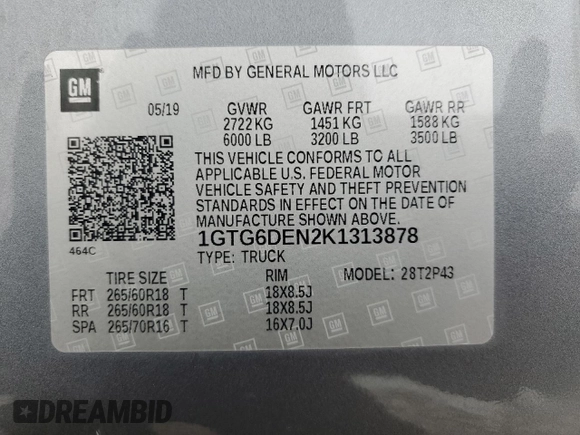 MFD BY GENERAL MOTORS LLC
GM
05/19 GVWR GAWR FRT GAWR RR
2722 KG 1451 KG 1588 KG
6000 LB 3200 LB 3500 LB
THIS VEHICLE CONFORMS TO ALL
APPLICABLE U.S. FEDERAL MOTOR
VEHICLE SAFETY AND THEFT PREVENTION
STANDARDS IN EFFECT ON THE DATE OF
MANUFACTURE SHOWN ABOVE.
464C
1GTG6DEN2K1313878
TYPE: TRUCK MODEL: 28T2P43
TIRE SIZE RIM
FRT 265/60R18 T 18X8.5J
RR 265/60R18 T 18X8.5J
SPA 265/70R16 T 16X7.0J
DREAMBID